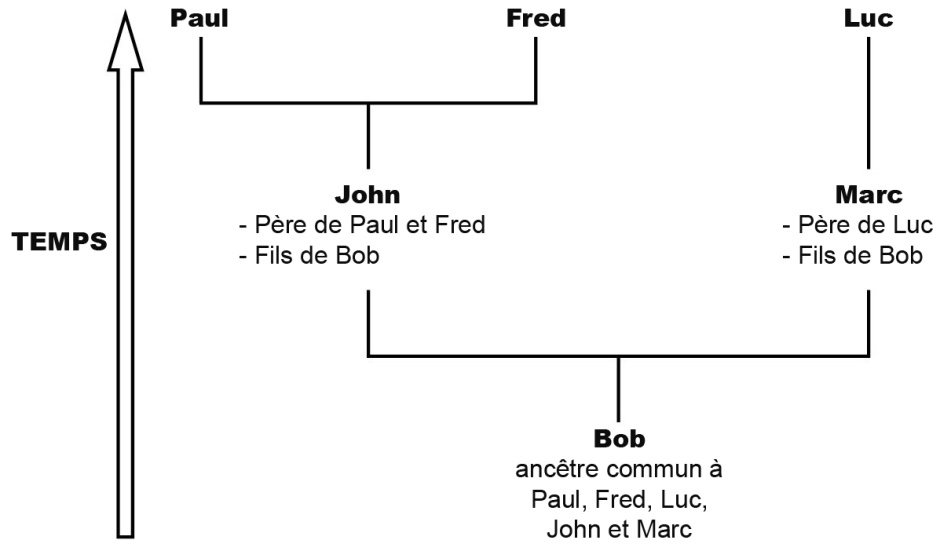 Paul
Fred
Luc
TEMPS
John
- Père de Paul et Fred
- Fils de Bob
Marc
- Père de Luc
- Fils de Bob
Bob
ancêtre commun à
Paul, Fred, Luc,
John et Marc